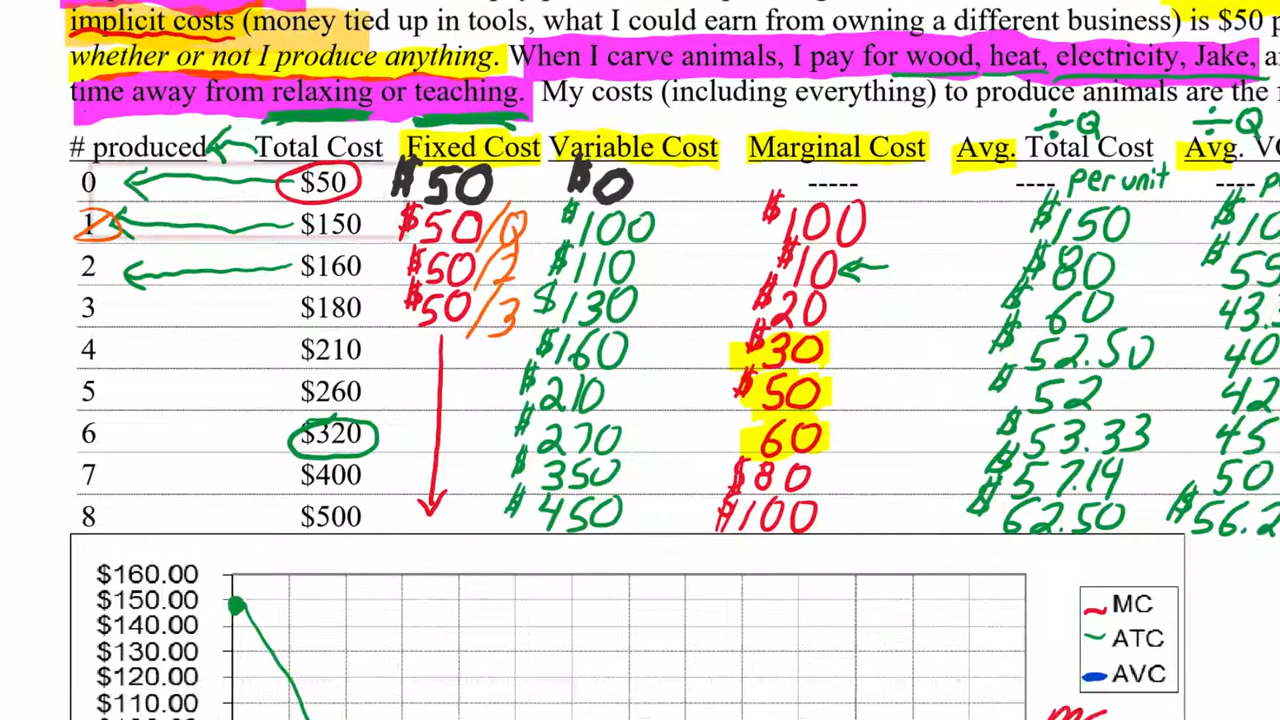 implicit costs (money tied up in tools, what I could earn from owning a different business) is $50
whether or not I produce anything. When I carve animals, I pay for wood, heat, electricity, Jake,
time away from relaxing or teaching. My costs (including everything) to produce animals are the
÷Q ÷Q
# produced Total Cost Fixed Cost Variable Cost Marginal Cost Avg. Total Cost Avg.
0 $50 $50 $0 ----- ---- per unit ----
1 $150 $50/1 $100 $100 $150
2 $160 $50/2 $110 $10 $80
3 $180 $50/3 $130 $20 $60
4 $210 $160 $30 $52.50 40
5 $260 $210 $50 $52 42
6 $320 $270 60 $53.33 45
7 $400 $350 $80 $57.14 50
8 $500 $450 $100 $62.50
$160.00
$150.00
$140.00
$130.00
$120.00
$110.00
MC
ATC
AVC
MC